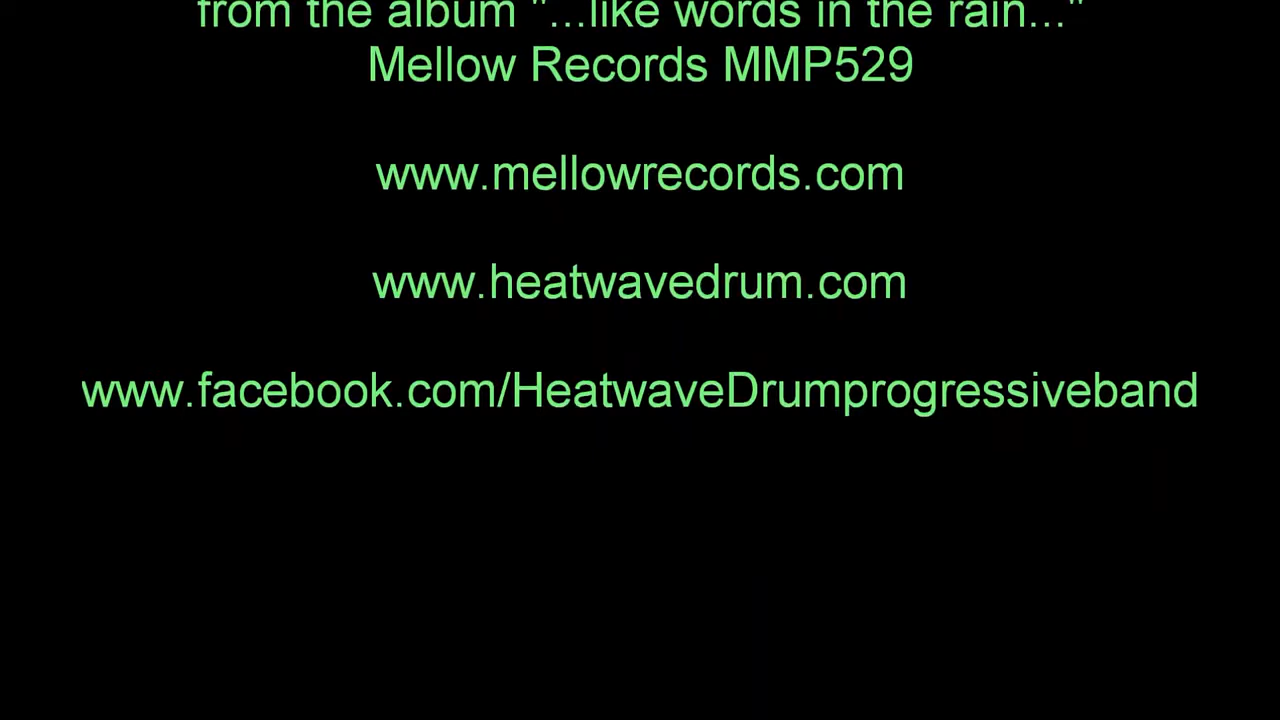 from the album "...like words in the rain..."
Mellow Records MMP529
www.mellowrecords.com
www.heatwavedrum.com
www.facebook.com/HeatwaveDrumprogressiveband